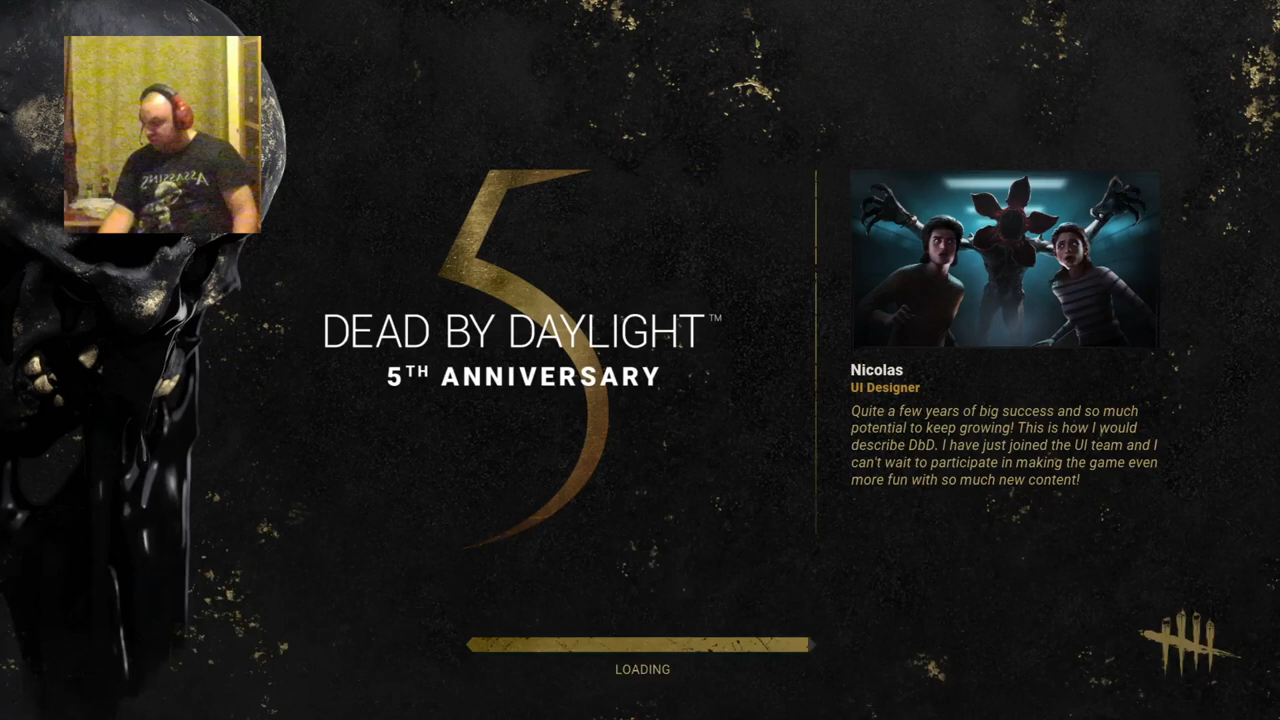 ASSASSINS
DEAD BY DAYLIGHT™
5TH ANNIVERSARY
Nicolas
UI Designer
Quite a few years of big success and so much
potential to keep growing! This is how I would
describe DbD. I have just joined the UI team and I
can't wait to participate in making the game even
more fun with so much new content!
LOADING